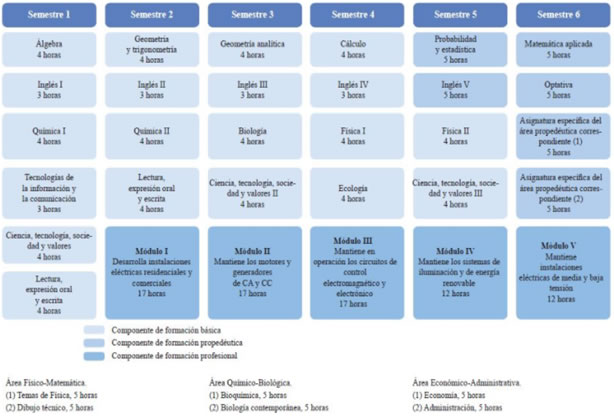 Semestre 1
Semestre 2
Semestre 3
Semestre 4
Semestre 5
Semestre 6
Álgebra
4 horas
Geometría
y trigonometría
4 horas
Geometría analítica
4 horas
Cálculo
4 horas
Probabilidad
y estadística
5 horas
Matemática aplicada
5 horas
Inglés I
3 horas
Inglés II
3 horas
Inglés III
3 horas
Inglés IV
3 horas
Inglés V
5 horas
Optativa
5 horas
Química I
4 horas
Química II
4 horas
Biología
4 horas
Física I
4 horas
Física II
4 horas
Asignatura específica del
área propedéutica corres-
pondiente (1)
5 horas
Tecnologías de
la información y
la comunicación
3 horas
Lectura,
expresión oral
y escrita
4 horas
Ciencia, tecnología, socie-
dad y valores II
4 horas
Ecología
4 horas
Ciencia, tecnología, socie-
dad y valores III
4 horas
Asignatura específica del
área propedéutica corres-
pondiente (2)
5 horas
Ciencia, tecnología, socie-
dad y valores
4 horas
Lectura,
expresión oral
y escrita
4 horas
Módulo I
Desarrolla instalaciones
eléctricas residenciales y
comerciales
17 horas
Módulo II
Mantiene los motores y
generadores
de CA y CC
17 horas
Módulo III
Mantiene en
operación los circuitos de
control
electromagnético y
electrónico
17 horas
Módulo IV
Mantiene los sistemas de
iluminación y de energía
renovable
12 horas
Módulo V
Mantiene
instalaciones
eléctricas de media y baja
tensión
12 horas
Componente de formación básica
Componente de formación propedéutica
Componente de formación profesional
Área Físico-Matemática.
(1) Temas de Física, 5 horas
(2) Dibujo técnico, 5 horas
Área Químico-Biológica.
(1) Bioquímica, 5 horas
(2) Biología contemporánea, 5 horas
Área Económico-Administrativa.
(1) Economía, 5 horas
(2) Administración, 5 horas